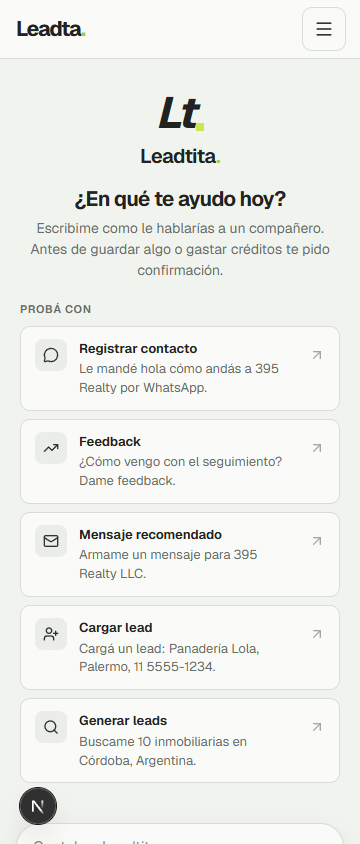 Leadta.
Lt.
Leadtita.
¿En qué te ayudo hoy?
Escribime como le hablarías a un compañero.
Antes de guardar algo o gastar créditos te pido
confirmación.
PROBÁ CON
Registrar contacto
Le mandé hola cómo andás a 395
Realty por WhatsApp.
Feedback
¿Cómo vengo con el seguimiento?
Dame feedback.
Mensaje recomendado
Armame un mensaje para 395
Realty LLC.
Cargar lead
Cargá un lead: Panadería Lola,
Palermo, 11 5555-1234.
Generar leads
Buscame 10 inmobiliarias en
Córdoba, Argentina.
N